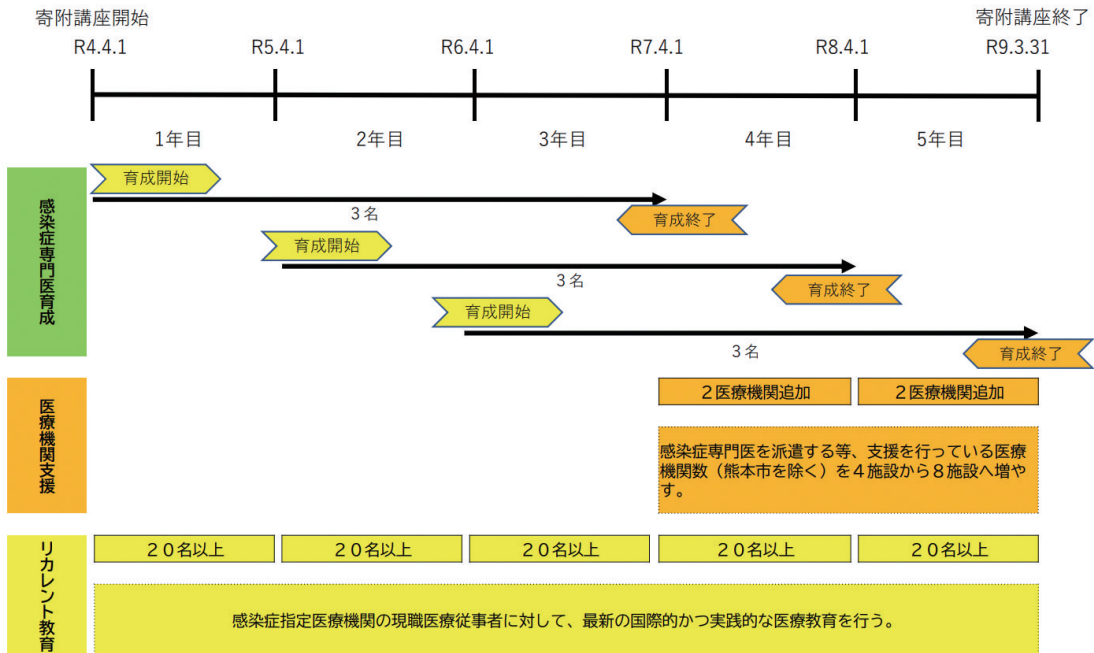 寄附講座開始
寄附講座終了
R4.4.1
R5.4.1
R6.4.1
R7.4.1
R8.4.1
R9.3.31
1年目
2年目
3年目
4年目
5年目
感染症専門医育成
育成開始
3名
育成終了
育成開始
3名
育成終了
育成開始
3名
育成終了
医療機関支援
2医療機関追加
2医療機関追加
感染症専門医を派遣する等、支援を行っている医療
機関数（熊本市を除く）を４施設から８施設へ増や
す。
リカレント教育
２０名以上
２０名以上
２０名以上
２０名以上
２０名以上
感染症指定医療機関の現職医療従事者に対して、最新の国際的かつ実践的な医療教育を行う。